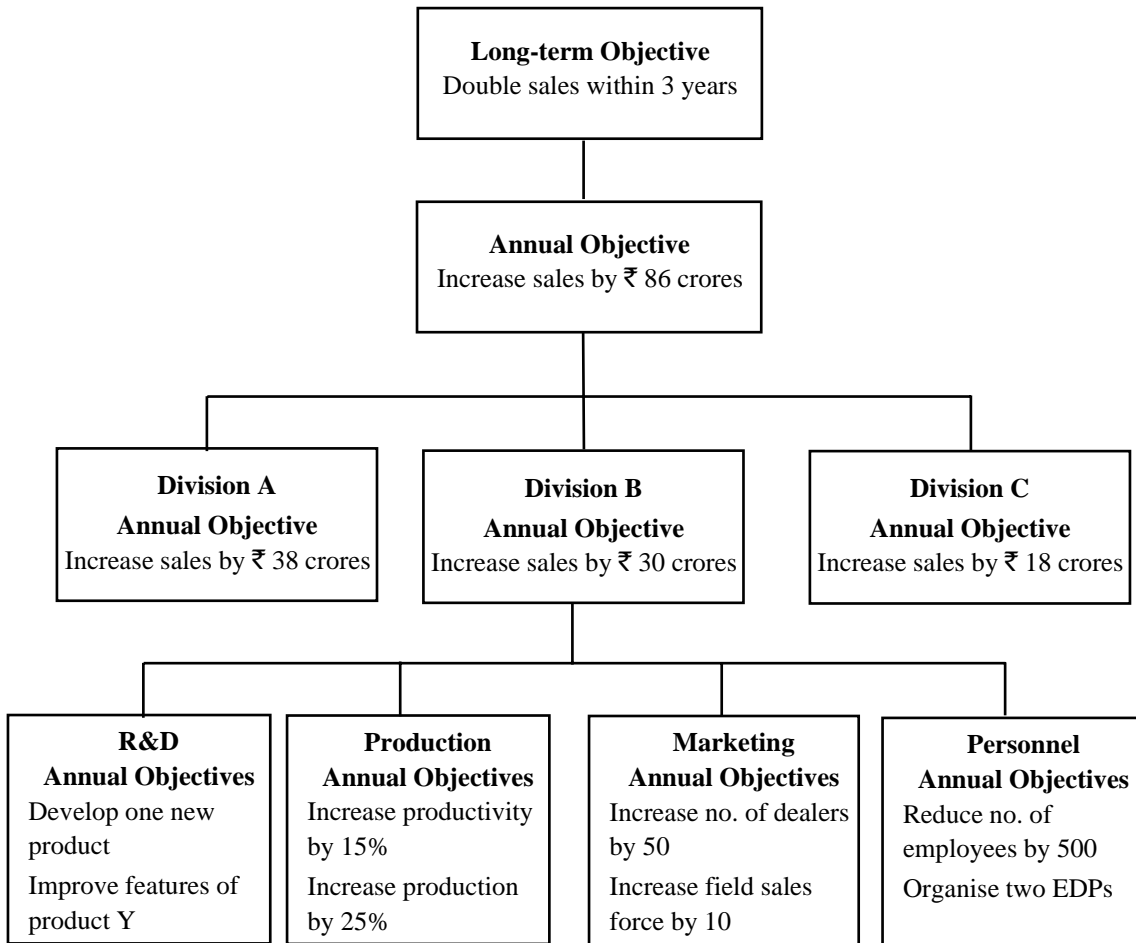 Long-term Objective
Double sales within 3 years
Annual Objective
Increase sales by ₹ 86 crores
Division A
Annual Objective
Increase sales by ₹ 38 crores
Division B
Annual Objective
Increase sales by ₹ 30 crores
Division C
Annual Objective
Increase sales by ₹ 18 crores
R&D
Annual Objectives
Develop one new
product
Improve features of
product Y
Production
Annual Objectives
Increase productivity
by 15%
Increase production
by 25%
Marketing
Annual Objectives
Increase no. of dealers
by 50
Increase field sales
force by 10
Personnel
Annual Objectives
Reduce no. of
employees by 500
Organise two EDPs